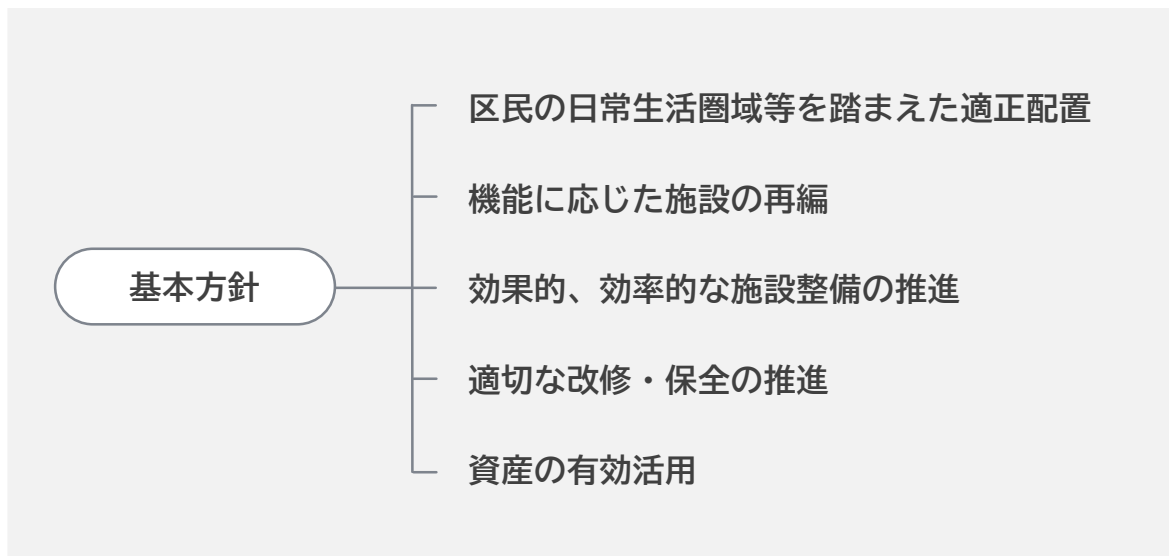 基本方針
区民の日常生活圏域等を踏まえた適正配置
機能に応じた施設の再編
効果的、効率的な施設整備の推進
適切な改修・保全の推進
資産の有効活用